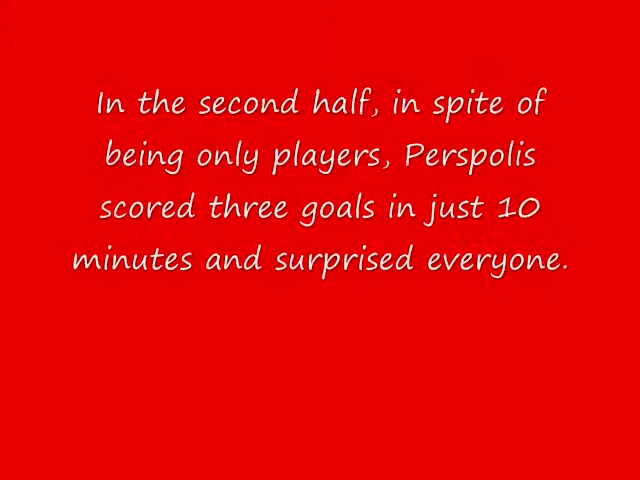 In the second half, in spite of
being only players, Perspolis
scored three goals in just 10
minutes and surprised everyone.